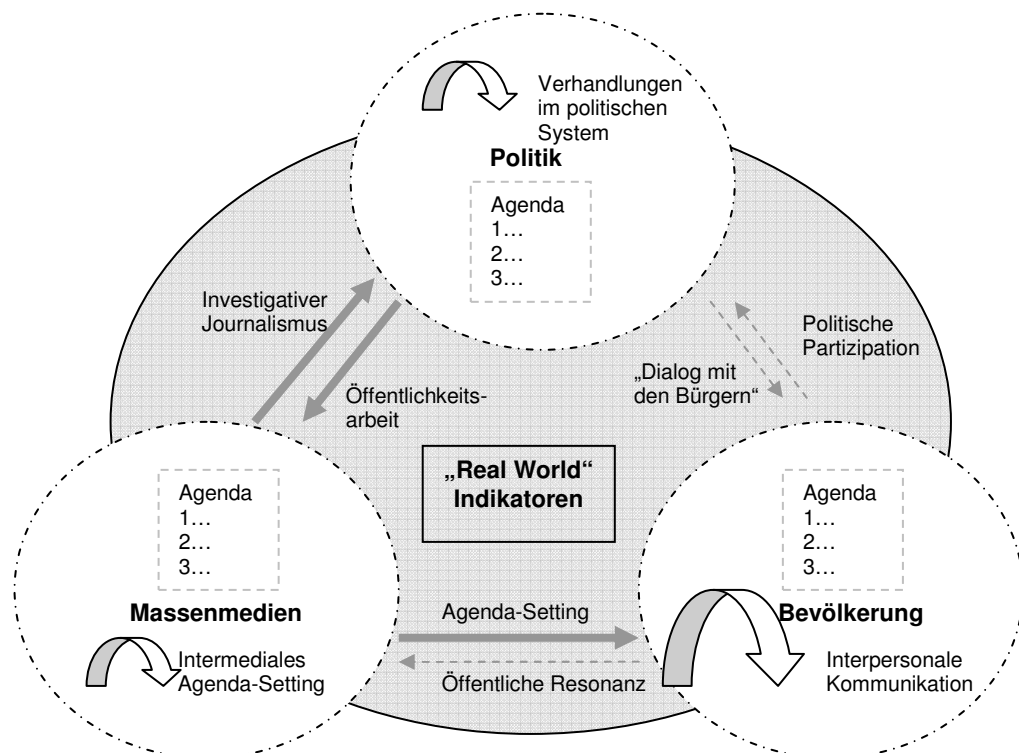 Verhandlungen
im politischen
System
Politik
Agenda
1…
2…
3…
Investigativer
Journalismus
Öffentlichkeits-
arbeit
Politische
Partizipation
„Dialog mit
den Bürgern“
„Real World“
Indikatoren
Agenda
1…
2…
3…
Massenmedien
Intermediales
Agenda-Setting
Agenda-Setting
Öffentliche Resonanz
Agenda
1…
2…
3…
Bevölkerung
Interpersonale
Kommunikation